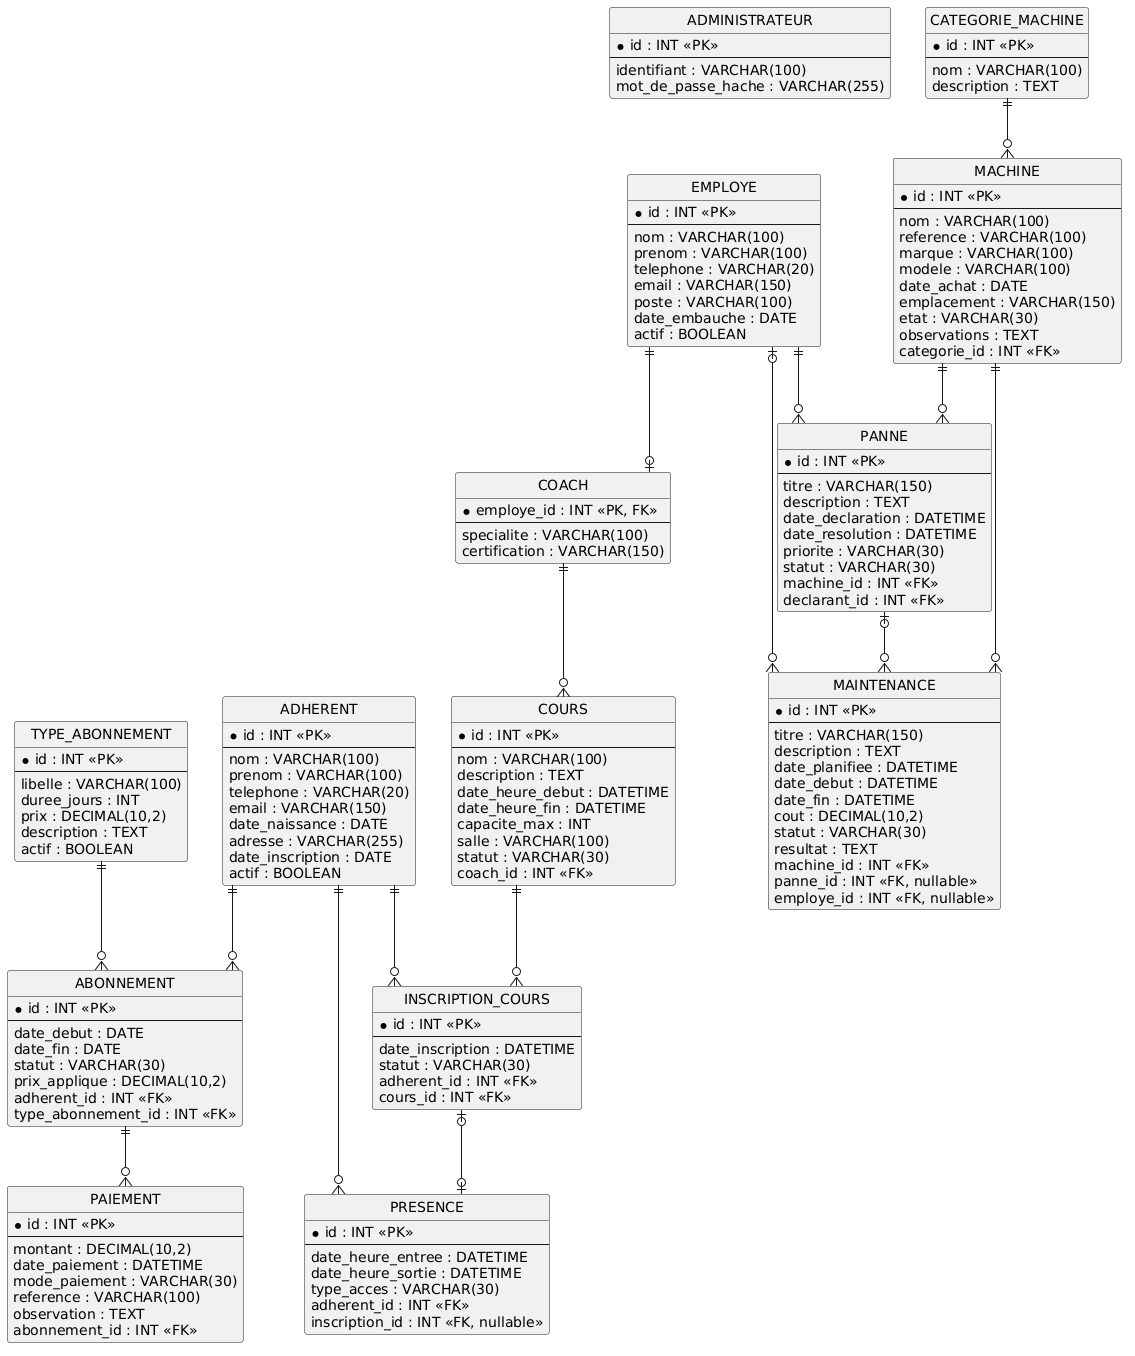 ADMINISTRATEUR
id : INT «PK»
identifiant : VARCHAR(100)
mot_de_passe_hache : VARCHAR(255)
CATEGORIE_MACHINE
id : INT «PK»
nom : VARCHAR(100)
description : TEXT
EMPLOYE
id : INT «PK»
nom : VARCHAR(100)
prenom : VARCHAR(100)
telephone : VARCHAR(20)
email : VARCHAR(150)
poste : VARCHAR(100)
date_embauche : DATE
actif : BOOLEAN
MACHINE
id : INT «PK»
nom : VARCHAR(100)
reference : VARCHAR(100)
marque : VARCHAR(100)
modele : VARCHAR(100)
date_achat : DATE
emplacement : VARCHAR(150)
etat : VARCHAR(30)
observations : TEXT
categorie_id : INT «FK»
COACH
employe_id : INT «PK, FK»
specialite : VARCHAR(100)
certification : VARCHAR(150)
PANNE
id : INT «PK»
titre : VARCHAR(150)
description : TEXT
date_declaration : DATETIME
date_resolution : DATETIME
priorite : VARCHAR(30)
statut : VARCHAR(30)
machine_id : INT «FK»
declarant_id : INT «FK»
TYPE_ABONNEMENT
id : INT «PK»
libelle : VARCHAR(100)
duree_jours : INT
prix : DECIMAL(10,2)
description : TEXT
actif : BOOLEAN
ADHERENT
id : INT «PK»
nom : VARCHAR(100)
prenom : VARCHAR(100)
telephone : VARCHAR(20)
email : VARCHAR(150)
date_naissance : DATE
adresse : VARCHAR(255)
date_inscription : DATE
actif : BOOLEAN
COURS
id : INT «PK»
nom : VARCHAR(100)
description : TEXT
date_heure_debut : DATETIME
date_heure_fin : DATETIME
capacite_max : INT
salle : VARCHAR(100)
statut : VARCHAR(30)
coach_id : INT «FK»
MAINTENANCE
id : INT «PK»
titre : VARCHAR(150)
description : TEXT
date_planifiee : DATETIME
date_debut : DATETIME
date_fin : DATETIME
cout : DECIMAL(10,2)
statut : VARCHAR(30)
resultat : TEXT
machine_id : INT «FK»
panne_id : INT «FK, nullable»
employe_id : INT «FK, nullable»
ABONNEMENT
id : INT «PK»
date_debut : DATE
date_fin : DATE
statut : VARCHAR(30)
prix_applique : DECIMAL(10,2)
adherent_id : INT «FK»
type_abonnement_id : INT «FK»
INSCRIPTION_COURS
id : INT «PK»
date_inscription : DATETIME
statut : VARCHAR(30)
adherent_id : INT «FK»
cours_id : INT «FK»
PAIEMENT
id : INT «PK»
montant : DECIMAL(10,2)
date_paiement : DATETIME
mode_paiement : VARCHAR(30)
reference : VARCHAR(100)
observation : TEXT
abonnement_id : INT «FK»
PRESENCE
id : INT «PK»
date_heure_entree : DATETIME
date_heure_sortie : DATETIME
type_acces : VARCHAR(30)
adherent_id : INT «FK»
inscription_id : INT «FK, nullable»